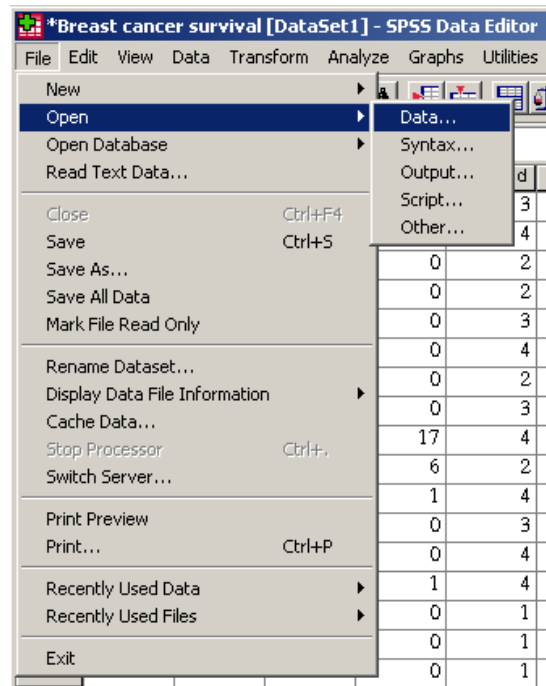 *Breast cancer survival [DataSet1] - SPSS Data Editor
File Edit View Data Transform Analyze Graphs Utilities
New
Open
Open Database
Read Text Data...
Close Ctrl+F4
Save Ctrl+S
Save As...
Save All Data
Mark File Read Only
Rename Dataset...
Display Data File Information
Cache Data...
Stop Processor Ctrl+.
Switch Server...
Print Preview
Print... Ctrl+P
Recently Used Data
Recently Used Files
Exit
Data...
Syntax...
Output...
Script...
Other...
d
3
4
0 2
0 2
0 3
0 4
0 2
0 3
17 4
6 2
1 4
0 3
0 4
1 4
0 1
0 1
0 1